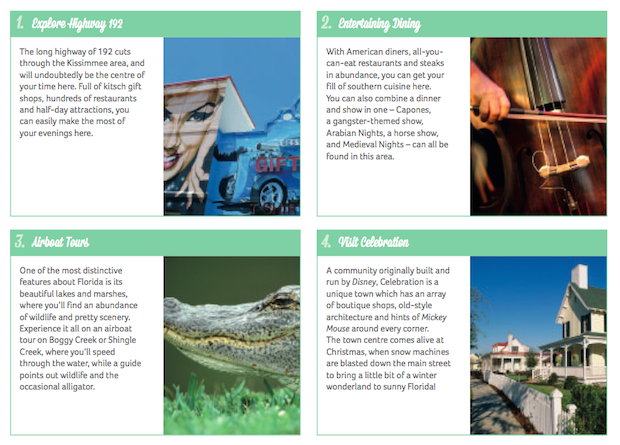 1. Explore Highway 192
The long highway of 192 cuts
through the Kissimmee area, and
will undoubtedly be the centre of
your time here. Full of kitsch gift
shops, hundreds of restaurants
and half-day attractions, you
can easily make the most of
your evenings here.
GIFT
2. Entertaining Dining
With American diners, all-you-
can-eat restaurants and steaks
in abundance, you can get your
fill of southern cuisine here.
You can also combine a dinner
and show in one – Capones,
a gangster-themed show,
Arabian Nights, a horse show,
and Medieval Nights – can all be
found in this area.
3. Airboat Tours
One of the most distinctive
features about Florida is its
beautiful lakes and marshes,
where you'll find an abundance
of wildlife and pretty scenery.
Experience it all on an airboat
tour on Boggy Creek or Shingle
Creek, where you'll speed
through the water, while a guide
points out wildlife and the
occasional alligator.
4. Visit Celebration
A community originally built and
run by Disney, Celebration is a
unique town which has an array
of boutique shops, old-style
architecture and hints of Mickey
Mouse around every corner.
The town centre comes alive at
Christmas, when snow machines
are blasted down the main street
to bring a little bit of a winter
wonderland to sunny Florida!